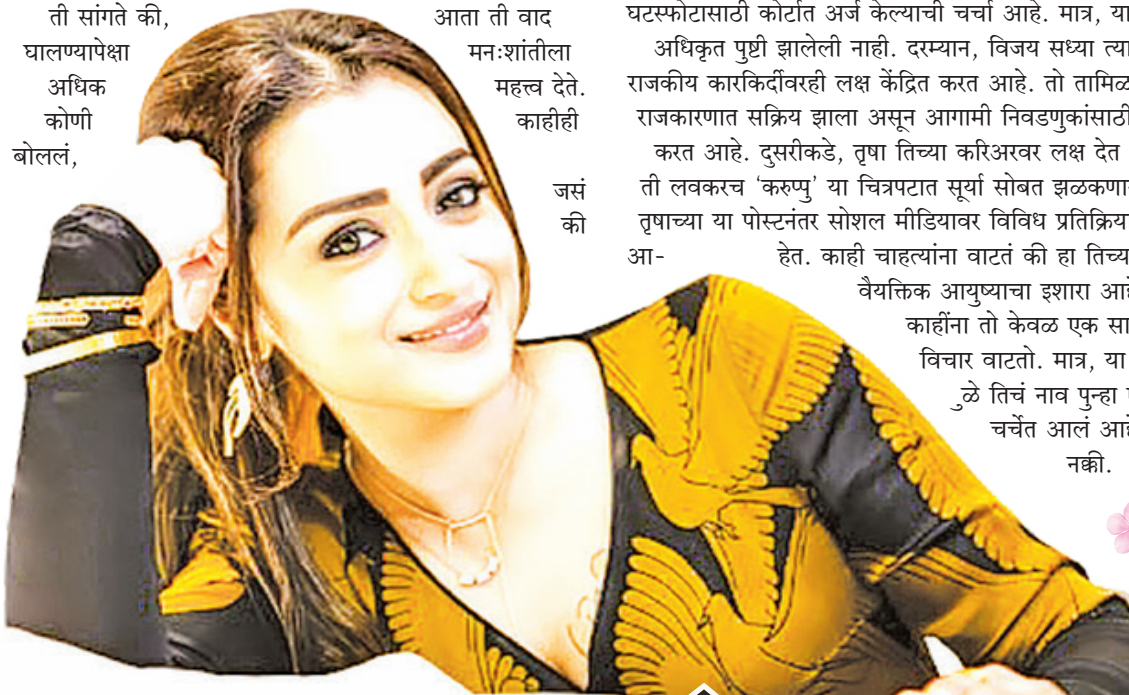 ती सांगते की, आता ती वाद
घालण्यापेक्षा मनःशांतीला
अधिक महत्त्व देते.
कोणी काहीही
बोललं,
जसं
की
घटस्फोटासाठी कोर्टात अर्ज केल्याची चर्चा आहे. मात्र, या
अधिकृत पुष्टी झालेली नाही. दरम्यान, विजय सध्या त्या
राजकीय कारकिर्दीवरही लक्ष केंद्रित करत आहे. तो तामिळ
राजकारणात सक्रिय झाला असून आगामी निवडणुकांसाठी
करत आहे. दुसरीकडे, तृषा तिच्या करिअरवर लक्ष देत
ती लवकरच ‘करुप्पु’ या चित्रपटात सूर्या सोबत झळकणा
तृषाच्या या पोस्टनंतर सोशल मीडियावर विविध प्रतिक्रिया
आ- हेत. काही चाहत्यांना वाटतं की हा तिच्य
वैयक्तिक आयुष्याचा इशारा आहे
काहींना तो केवळ एक सा
विचार वाटतो. मात्र, या
ुळे तिचं नाव पुन्हा
चर्चेत आलं आहे
नक्की.